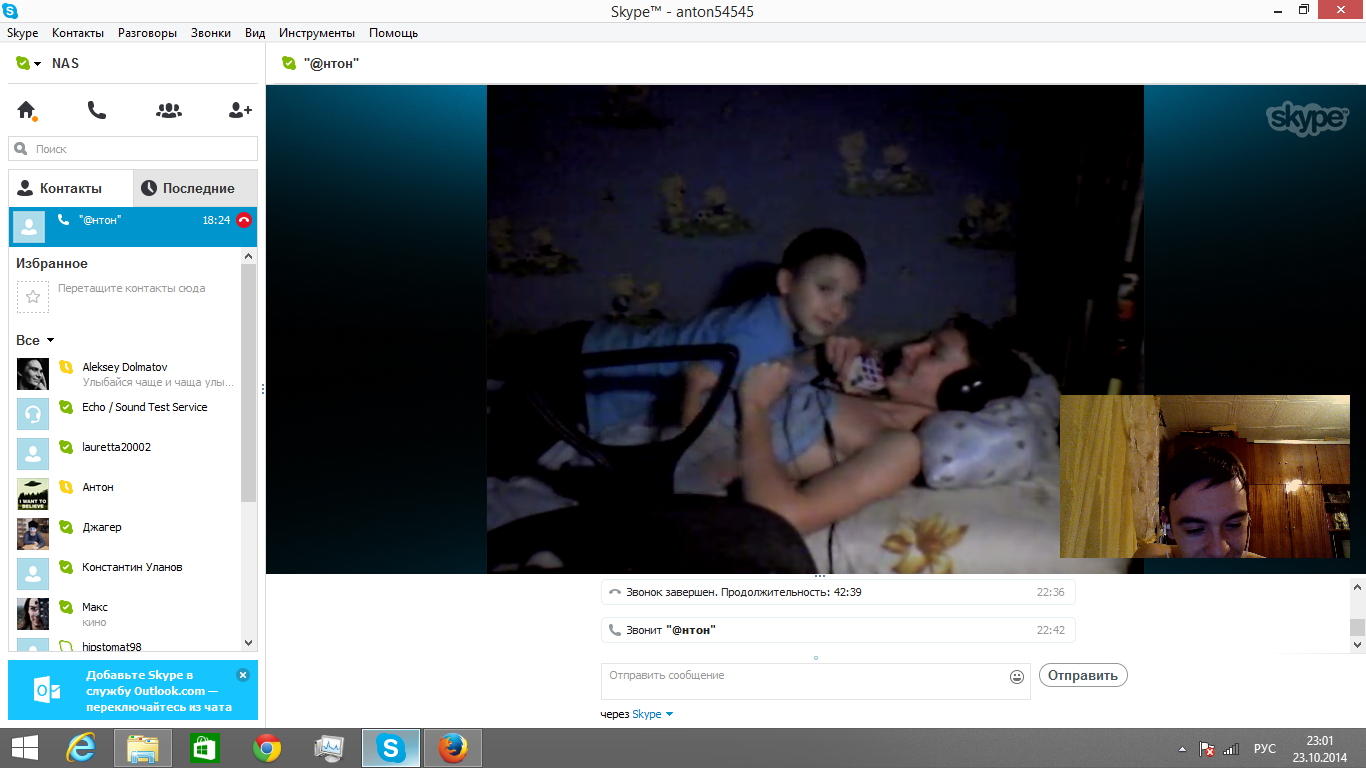 Skype™ - anton54545
Skype Контакты Разговоры Звонки Вид Инструменты Помощь
NAS
"@нтон"
skype
Поиск
Контакты
Последние
"@нтон" 18:24
Избранное
Перетащите контакты сюда
Все
Aleksey Dolmatov
Улыбайся чаще и чаща улы...
Echo / Sound Test Service
lauretta20002
I WANT TO
BELIEVE
Антон
Джагер
Константин Уланов
Макс
кино
hipstomat98
Добавьте Skype в
службу Outlook.com —
переключайтесь из чата
Звонок завершен. Продолжительность: 42:39 22:36
Звонит "@нтон" 22:42
Отправить сообщение
Отправить
через Skype
РУС
23:01
23.10.2014